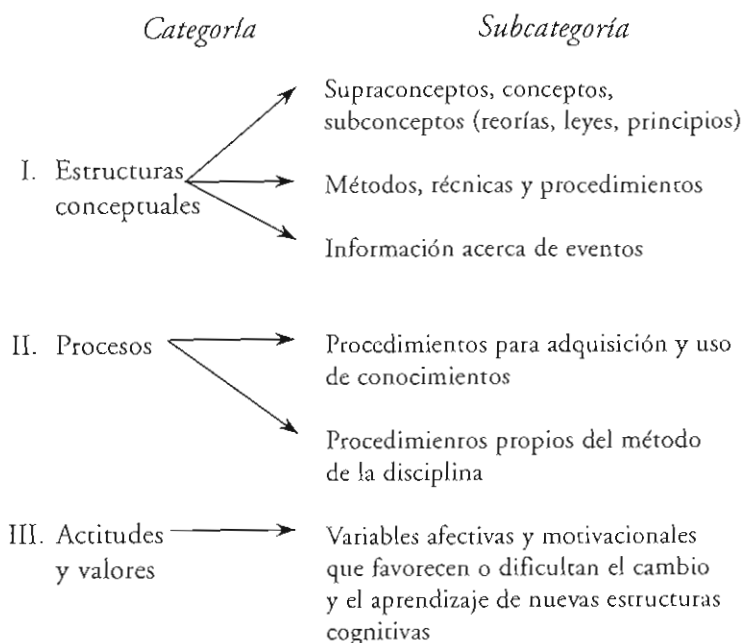 Categoría
Subcategoría
I. Estructuras
conceptuales
Supraconceptos, conceptos,
subconceptos (reorías, leyes, principios)
Métodos, récnicas y procedimientos
Información acerca de eventos
II. Procesos
Procedimientos para adquisición y uso
de conocimientos
Procedimienros propios del método
de la disciplina
III. Actitudes
y valores
Variables afectivas y motivacionales
que favorecen o dificultan el cambio
y el aprendizaje de nuevas estructuras
cognitivas